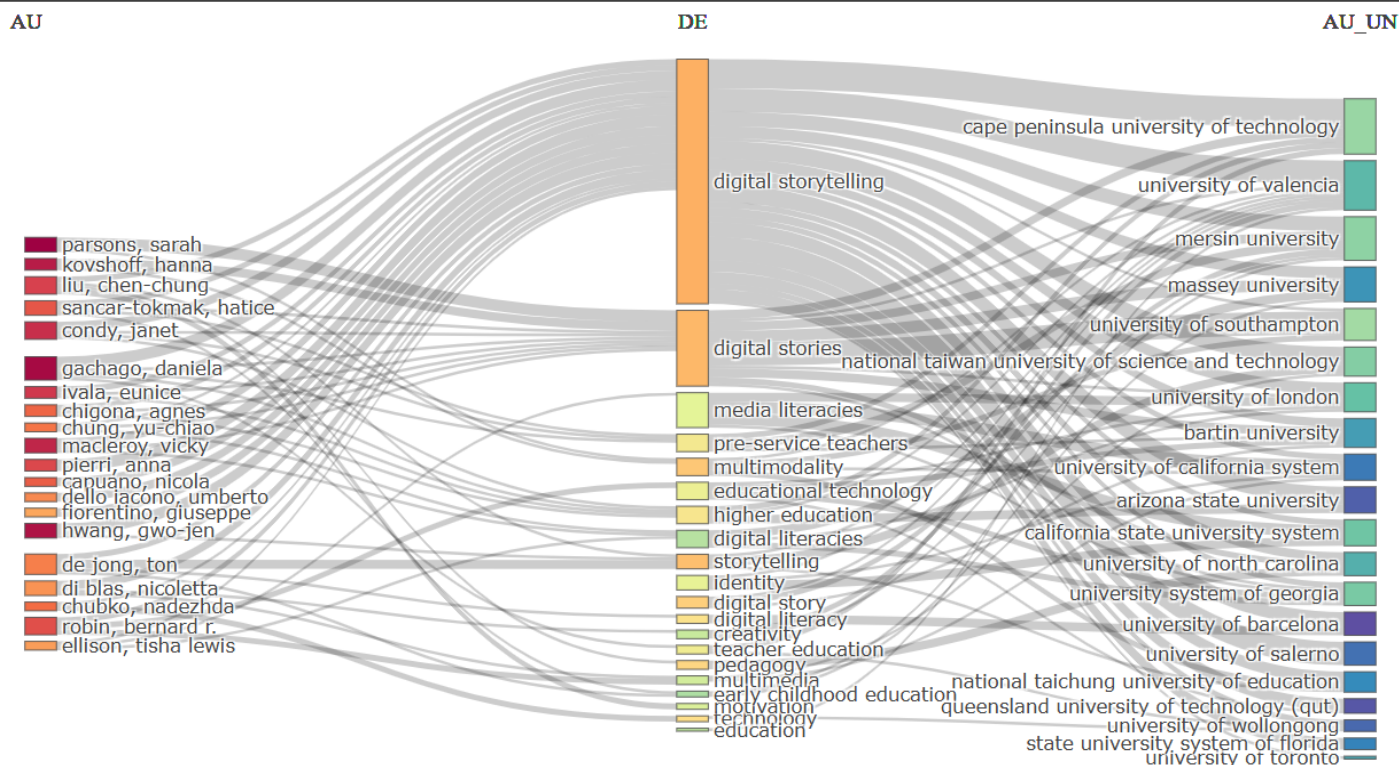 AU
DE
AU_UN
parsons, sarah
kovshoff, hanna
liu, chen-chung
sancar-tokmak, hatice
condy, janet
gachago, daniela
ivala, eunice
chigona, agnes
chung, yu-chiao
macleroy, vicky
pierri, anna
capuano, nicola
dello iacono, umberto
fiorentino, giuseppe
hwang, gwo-jen
de jong, ton
di blas, nicoletta
chubko, nadezhda
robin, bernard r.
ellison, tisha lewis
digital storytelling
digital stories
media literacies
pre-service teachers
multimodality
educational technology
higher education
digital literacies
storytelling
identity
digital story
digital literacy
creativity
teacher education
pedagogy
multimedia
early childhood education
motivation
technology
education
cape peninsula university of technology
university of valencia
mersin university
massey university
university of southampton
national taiwan university of science and technology
university of london
bartin university
university of california system
arizona state university
california state university system
university of north carolina
university system of georgia
university of barcelona
university of salerno
national taichung university of education
queensland university of technology (qut)
university of wollongong
state university system of florida
university of toronto